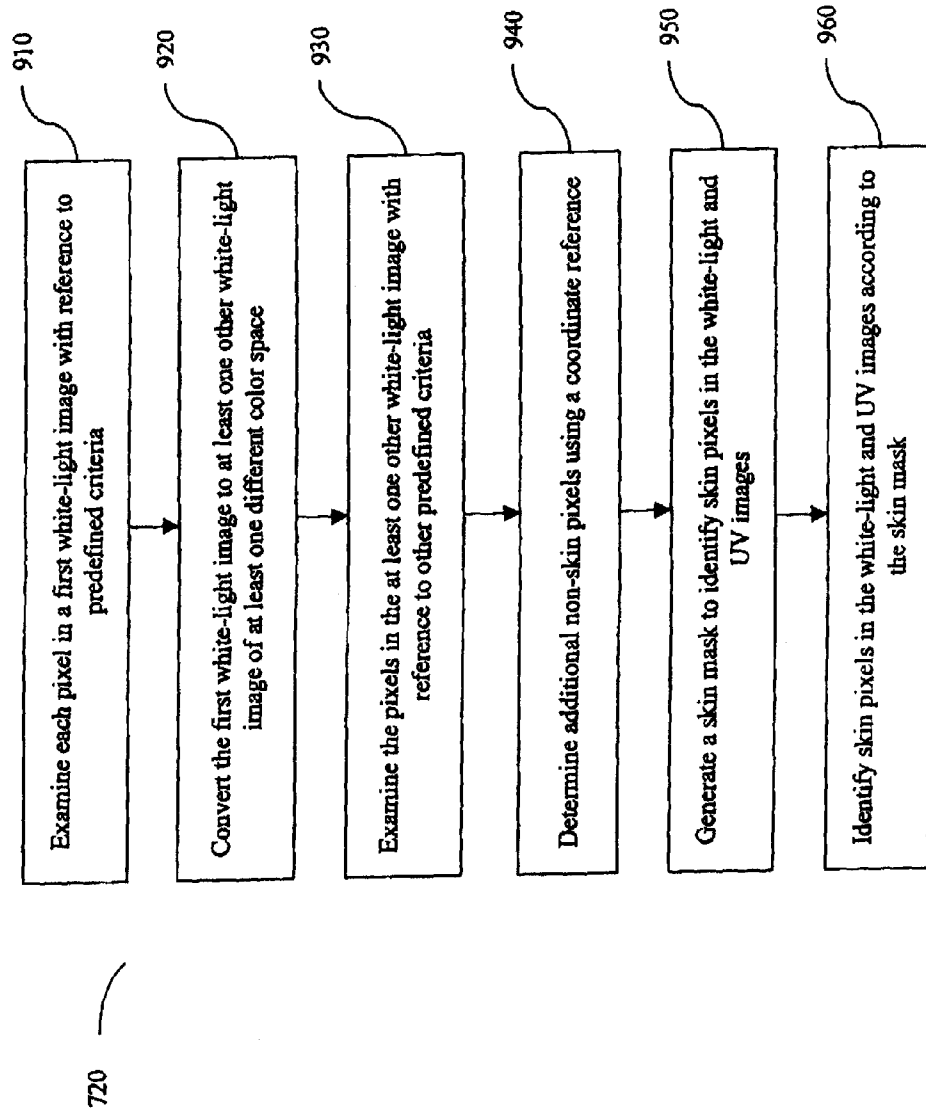 720
910
Examine each pixel in a first white-light image with reference to
predefined criteria
920
Convert the first white-light image to at least one other white-light
image of at least one different color space
930
Examine the pixels in the at least one other white-light image with
reference to other predefined criteria
940
Determine additional non-skin pixels using a coordinate reference
950
Generate a skin mask to identify skin pixels in the white-light and
UV images
960
Identify skin pixels in the white-light and UV images according to
the skin mask